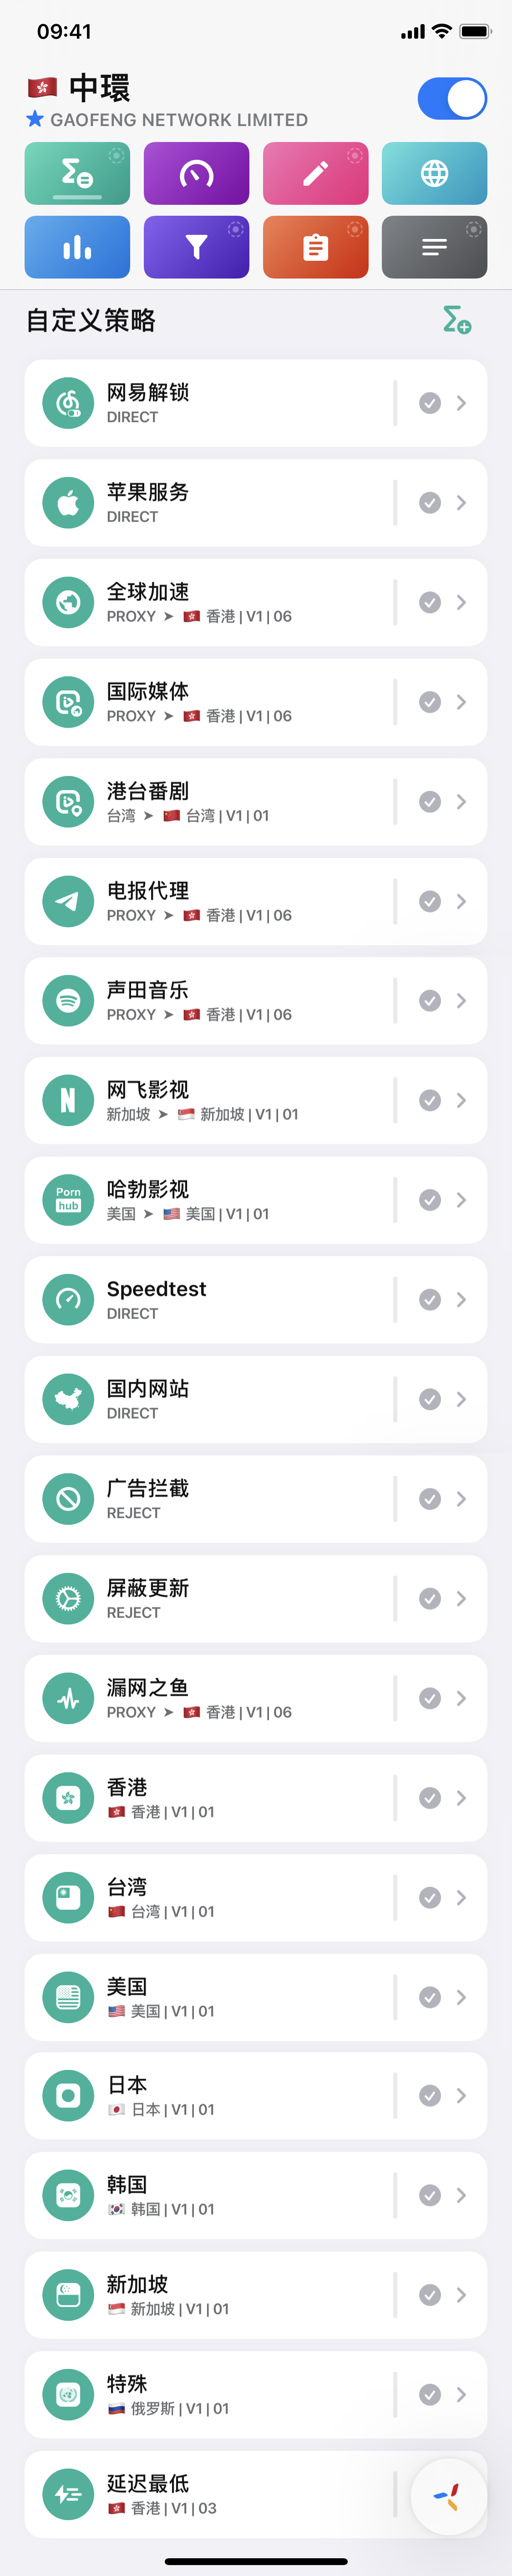 09:41
中環
GAOFENG NETWORK LIMITED
自定义策略
网易解锁
DIRECT
苹果服务
DIRECT
全球加速
PROXY ➤ 🇭🇰 香港 | V1 | 06
国际媒体
PROXY ➤ 🇭🇰 香港 | V1 | 06
港台番剧
台湾 ➤ 🇨🇳 台湾 | V1 | 01
电报代理
PROXY ➤ 🇭🇰 香港 | V1 | 06
声田音乐
PROXY ➤ 🇭🇰 香港 | V1 | 06
网飞影视
新加坡 ➤ 🇸🇬 新加坡 | V1 | 01
Porn
hub
哈勃影视
美国 ➤ 🇺🇸 美国 | V1 | 01
Speedtest
DIRECT
国内网站
DIRECT
广告拦截
REJECT
屏蔽更新
REJECT
漏网之鱼
PROXY ➤ 🇭🇰 香港 | V1 | 06
香港
🇭🇰 香港 | V1 | 01
台湾
🇨🇳 台湾 | V1 | 01
美国
🇺🇸 美国 | V1 | 01
日本
🇯🇵 日本 | V1 | 01
韩国
🇰🇷 韩国 | V1 | 01
新加坡
🇸🇬 新加坡 | V1 | 01
特殊
🇷🇺 俄罗斯 | V1 | 01
延迟最低
🇭🇰 香港 | V1 | 03